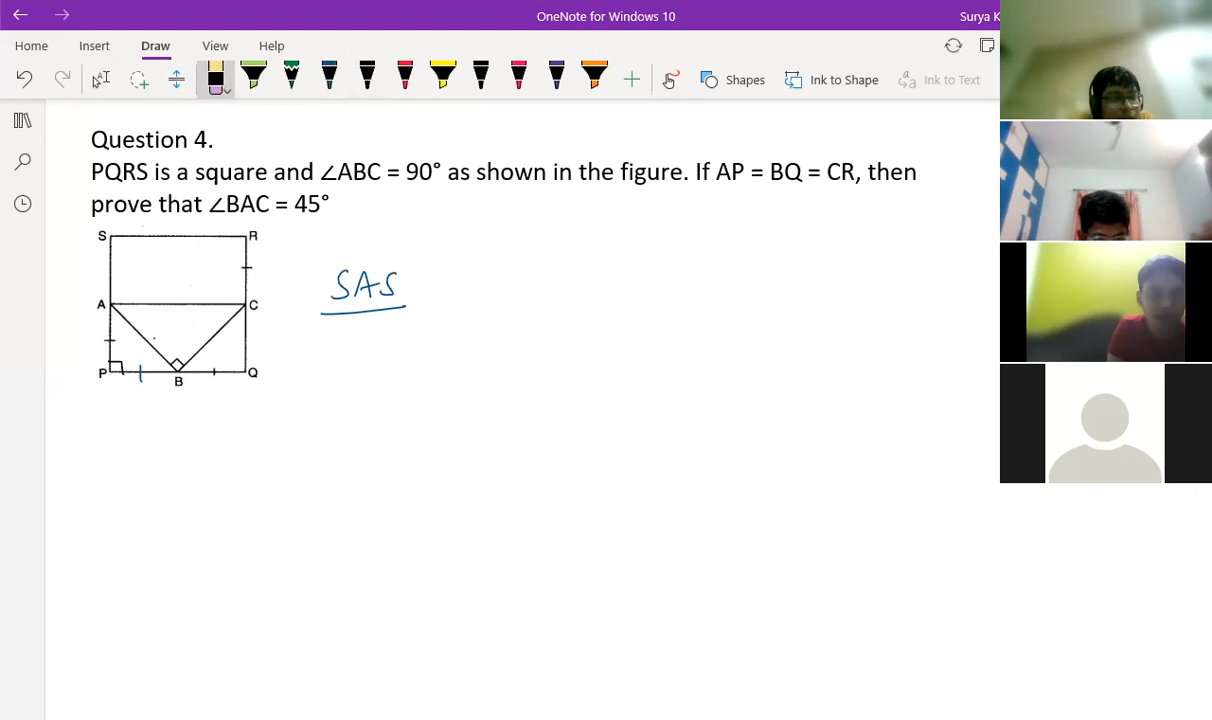 OneNote for Windows 10
Surya K
Home Insert Draw View Help
Shapes Ink to Shape Ink to Text
Question 4.
PQRS is a square and ∠ABC = 90° as shown in the figure. If AP = BQ = CR, then
prove that ∠BAC = 45°
S R
SAS
A C
P B Q